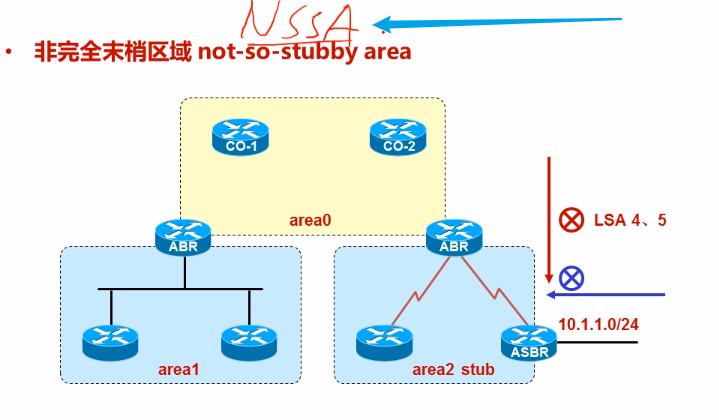 NSSA
• 非完全末梢区域 not-so-stubby area
CO-1
CO-2
area0
ABR
ABR
LSA 4、5
10.1.1.0/24
ASBR
area1
area2 stub